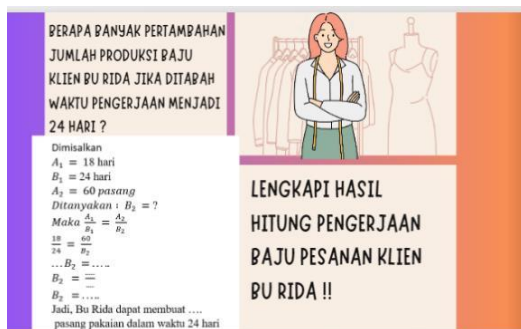 BERAPA BANYAK PERTAMBAHAN
JUMLAH PRODUKSI BAJU
KLIEN BU RIDA JIKA DITABAH
WAKTU PENGERJAAN MENJADI
24 HARI ?
Dimisalkan
A₁ = 18 hari
B₁ = 24 hari
A₂ = 60 pasang
Ditanyakan : B₂ = ?
Maka A₁/B₁ = A₂/B₂
18/24 = 60/B₂
…B₂ = …..
B₂ = —
B₂ = …..
Jadi, Bu Rida dapat membuat ….
pasang pakaian dalam waktu 24 hari
LENGKAPI HASIL
HITUNG PENGERJAAN
BAJU PESANAN KLIEN
BU RIDA !!